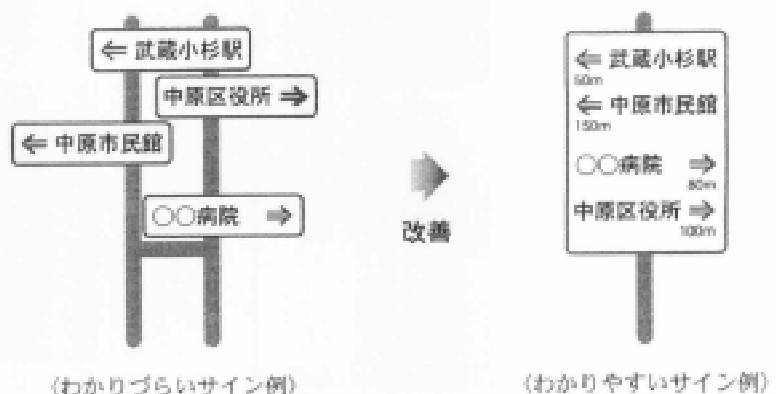 ⇐ 武蔵小杉駅
中原区役所 ⇒
⇐ 中原市民館
○○病院 ⇒
(わかりづらいサイン例)
改善
⇐ 武蔵小杉駅
50m
⇐ 中原市民館
150m
○○病院 ⇒
80m
中原区役所 ⇒
100m
(わかりやすいサイン例)